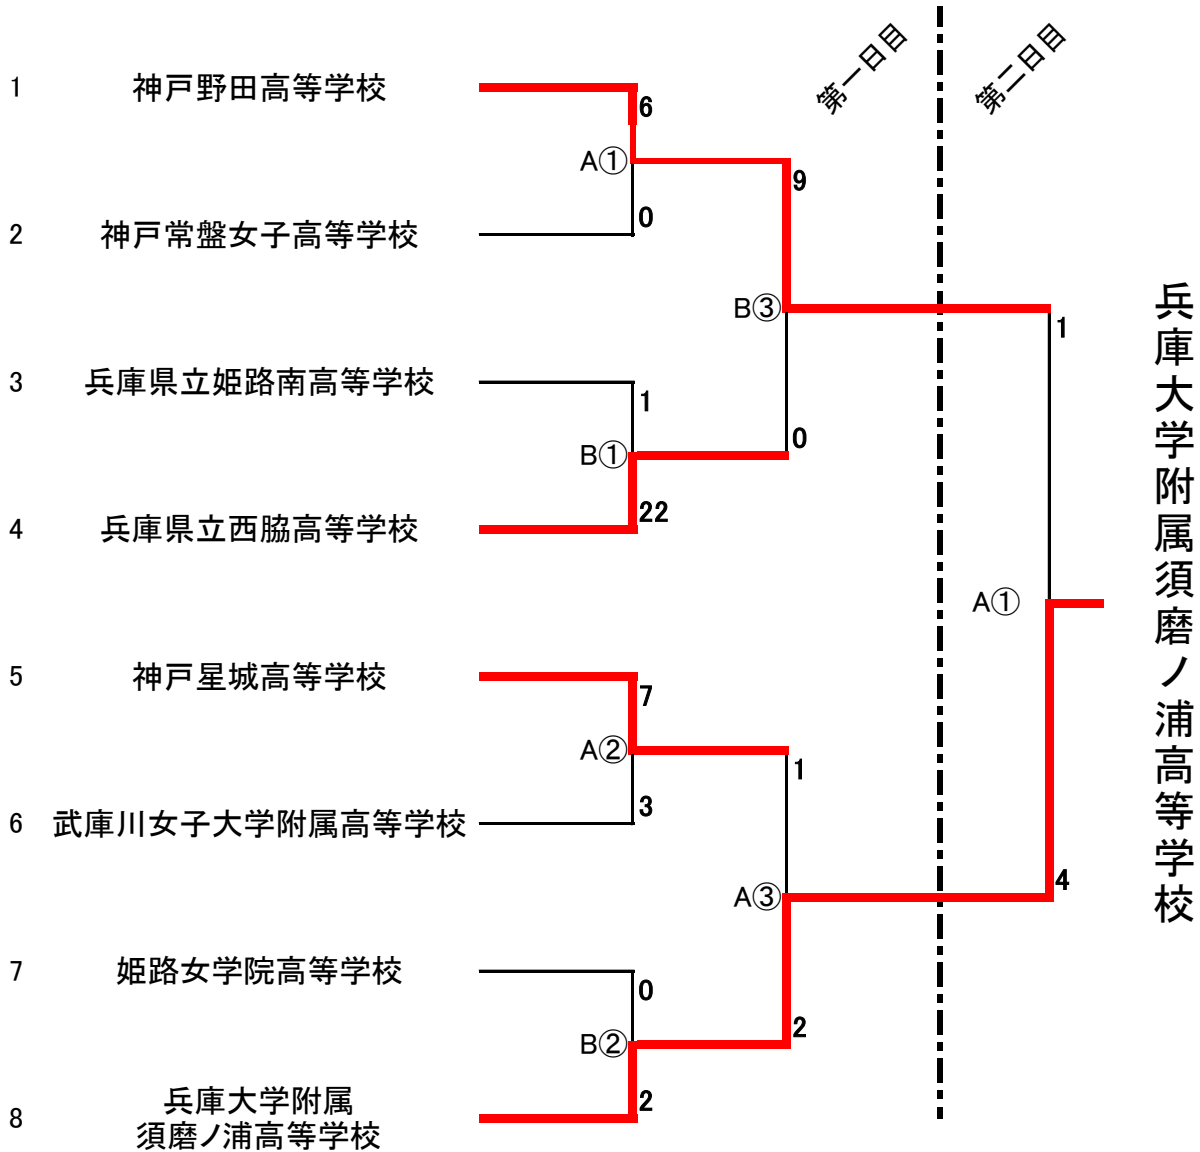 第一日目
第二日目
1 神戸野田高等学校
6
A①
9
0
2 神戸常盤女子高等学校
B③
1
3 兵庫県立姫路南高等学校
1
0
B①
22
4 兵庫県立西脇高等学校
A①
5 神戸星城高等学校
7
A②
1
3
6 武庫川女子大学附属高等学校
4
A③
7 姫路女学院高等学校
0
2
B②
2
8 兵庫大学附属
須磨ノ浦高等学校
兵庫大学附属須磨ノ浦高等学校